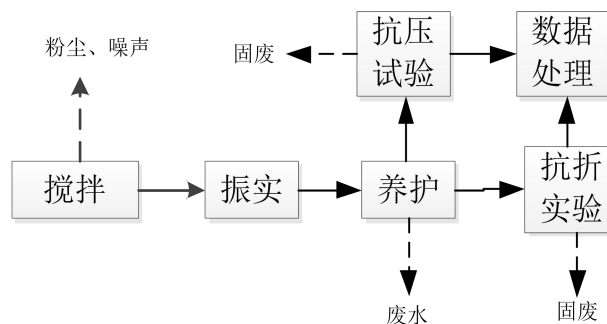 粉尘、噪声
固废
抗压
试验
数据
处理
搅拌
振实
养护
抗折
实验
废水
固废